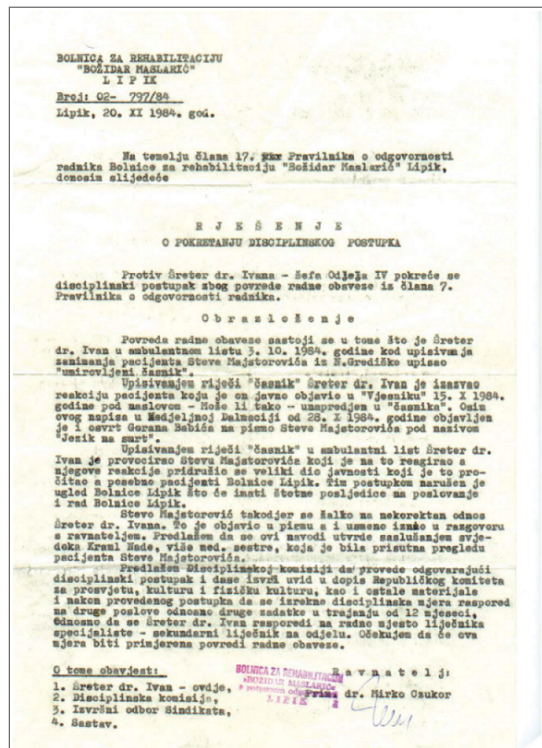 BOLNICA ZA REHABILITACIJU
"BOŽIDAR MASLARIĆ"
L I P IK
Broj: 02- 797/84
Lipik, 20. XI 1984. god.
Na temelju člana 17. Pravilnika o odgovornosti
radnika Bolnice za rehabilitaciju "Božidar Maslarić" Lipik,
donosim slijedeće
R J E Š E N J E
O POKRETANJU DISCIPLINSKOG POSTUPKA
Protiv Šreter dr. Ivana - šefa Odjela IV pokreće se
disciplinski postupak zbog povrede radne obaveze iz člana 7.
Pravilnika o odgovornosti radnika.
O b r a z l o ž e n j e
Povreda radne obaveze sastoji se u tome što je Šreter
dr. Ivan u ambulantnom listu 3. 10. 1984. godine kod upisivanja
zanimanja pacijenta Steve Majstorovića iz N.Gradiške upisao
"umirovljeni časnik".
Upisivanjem riječi "časnik" Šreter dr. Ivan je izazvao
reakciju pacijenta koju je on javno objavio u "Vjesniku" 15. X 1984.
godine pod naslovom - Može li tako - unapredjen u "časnika". Osim
ovog napisa u Nedjeljnoj Dalmaciji od 28. X 1984. godine objavljen
je i osvrt Gorana Babića na pismo Steve Majstorovića pod nazivom
"Jezik na smrt".
Upisivanjem riječi "časnik" u ambulantni list Šreter dr.
Ivan je provocirao Stevu Majstorovića koji je na to reagirao a
njegove reakcije pridružio se veliki dio javnosti koji je to pro-
čitao a posebno pacijenti Bolnice Lipik. Tim postupkom narušen je
ugled Bolnice Lipik što će imati štetne posljedice na poslovanje
i rad Bolnice Lipik.
Stevo Majstorović takodjer se žalio na nekorektan odnos
Šreter dr. Ivana. To je objavio u pismu a i usmeno iznio u razgovoru
s ravnateljem. Predlažem da se ovi navodi utvrde saslušanjem svje-
doka Kraml Nade, više med. sestre, koja je bila prisutna pregledu
pacijenta Steve Majstorovića.
Predlažem Disciplinskoj komisiji da provede odgovarajući
disciplinski postupak i dase izvrši uvid u dopis Republičkog komiteta
za prosvjetu, kulturu i fizičku kulturu, kao i ostale materijale
i nakon provedenog postupka da se izrekne disciplinska mjera raspored
na druge poslove odnosno druge zadatke u trajanju od 12 mjeseci.
Odnosno da se Šreter dr. Ivan rasporedi na radno mjesto liječnika
specijaliste - sekundarni liječnik na odjelu. Očekujem da će ova
mjera biti primjerena povredi radne obaveze.
O tome obavjest:
1. Šreter dr. Ivan - ovdje,
2. Disciplinska komisija,
3. Izvršni odbor Sindikata,
4. Sastav.
BOLNICA ZA REHABILITACIJU
"BOŽIDAR MASLARIĆ"
L I P I K
R a v n a t e l j:
Prim. dr. Mirko Csukor